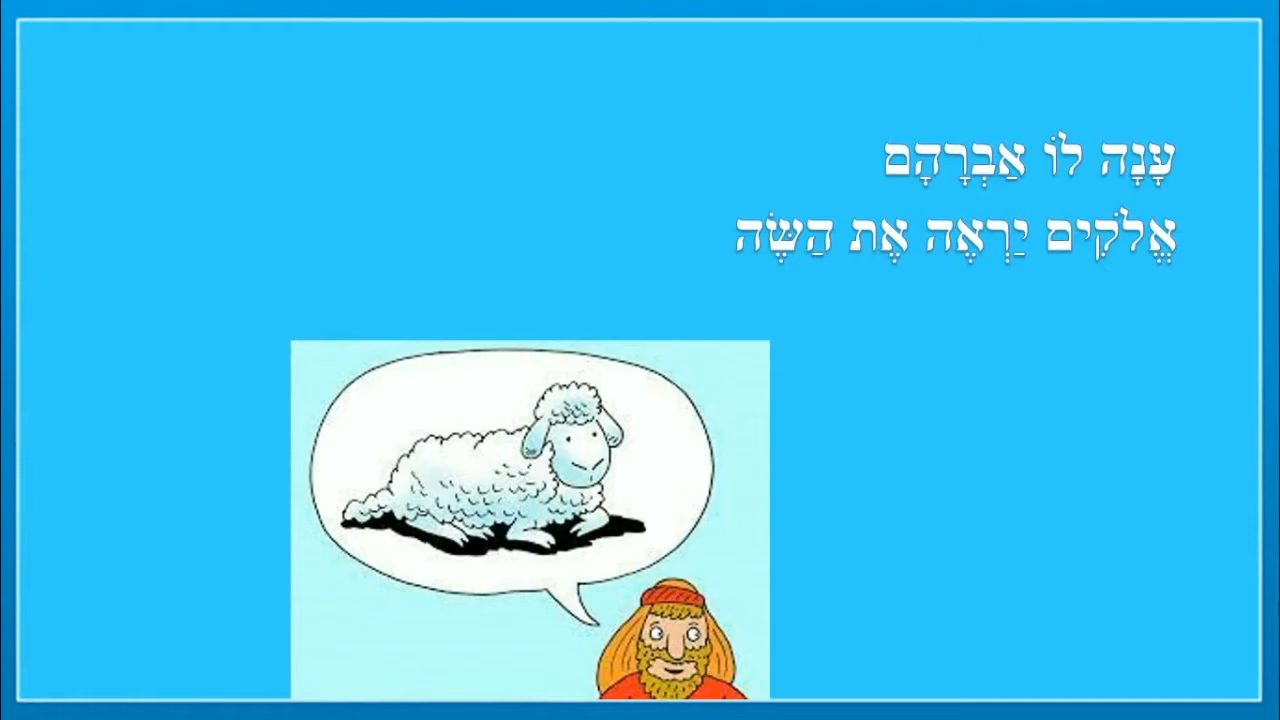 עָנָה לוֹ אַבְרָהָם
אֱלֹקִים יַרְאֶה אֶת הַשֶּׂה